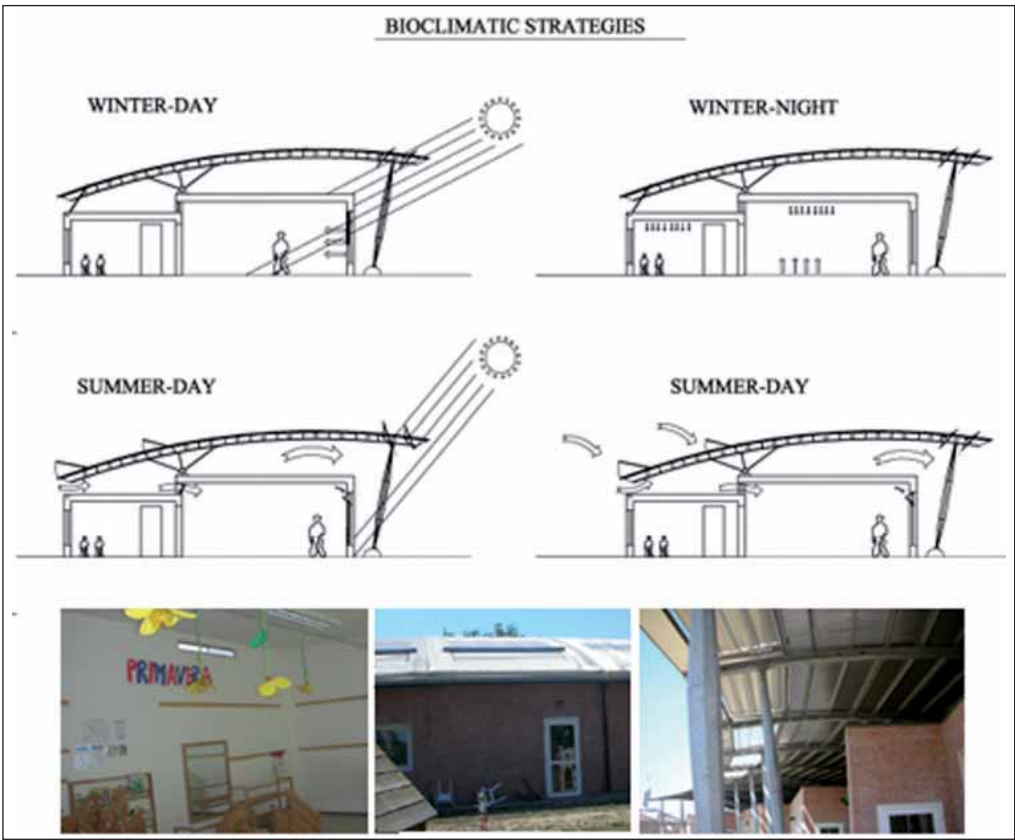 BIOCLIMATIC STRATEGIES
WINTER-DAY
WINTER-NIGHT
SUMMER-DAY
SUMMER-DAY
PRIMAVERA